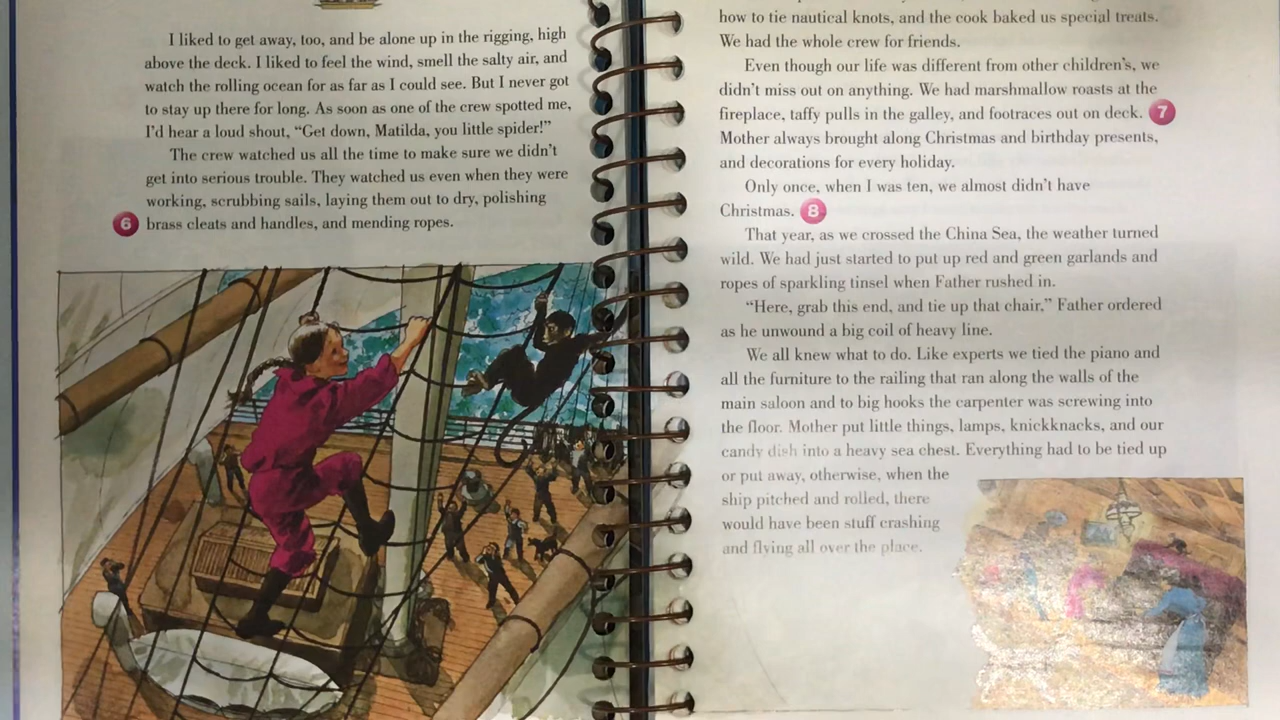 I liked to get away, too, and be alone up in the rigging, high
above the deck. I liked to feel the wind, smell the salty air, and
watch the rolling ocean for as far as I could see. But I never got
to stay up there for long. As soon as one of the crew spotted me,
I'd hear a loud shout, “Get down, Matilda, you little spider!”
The crew watched us all the time to make sure we didn't
get into serious trouble. They watched us even when they were
working, scrubbing sails, laying them out to dry, polishing
6 brass cleats and handles, and mending ropes.
how to tie nautical knots, and the cook baked us special treats.
We had the whole crew for friends.
Even though our life was different from other children's, we
didn't miss out on anything. We had marshmallow roasts at the
fireplace, taffy pulls in the galley, and footraces out on deck. 7
Mother always brought along Christmas and birthday presents,
and decorations for every holiday.
Only once, when I was ten, we almost didn't have
Christmas. 8
That year, as we crossed the China Sea, the weather turned
wild. We had just started to put up red and green garlands and
ropes of sparkling tinsel when Father rushed in.
“Here, grab this end, and tie up that chair,” Father ordered
as he unwound a big coil of heavy line.
We all knew what to do. Like experts we tied the piano and
all the furniture to the railing that ran along the walls of the
main saloon and to big hooks the carpenter was screwing into
the floor. Mother put little things, lamps, knickknacks, and our
candy dish into a heavy sea chest. Everything had to be tied up
or put away, otherwise, when the
ship pitched and rolled, there
would have been stuff crashing
and flying all over the place.